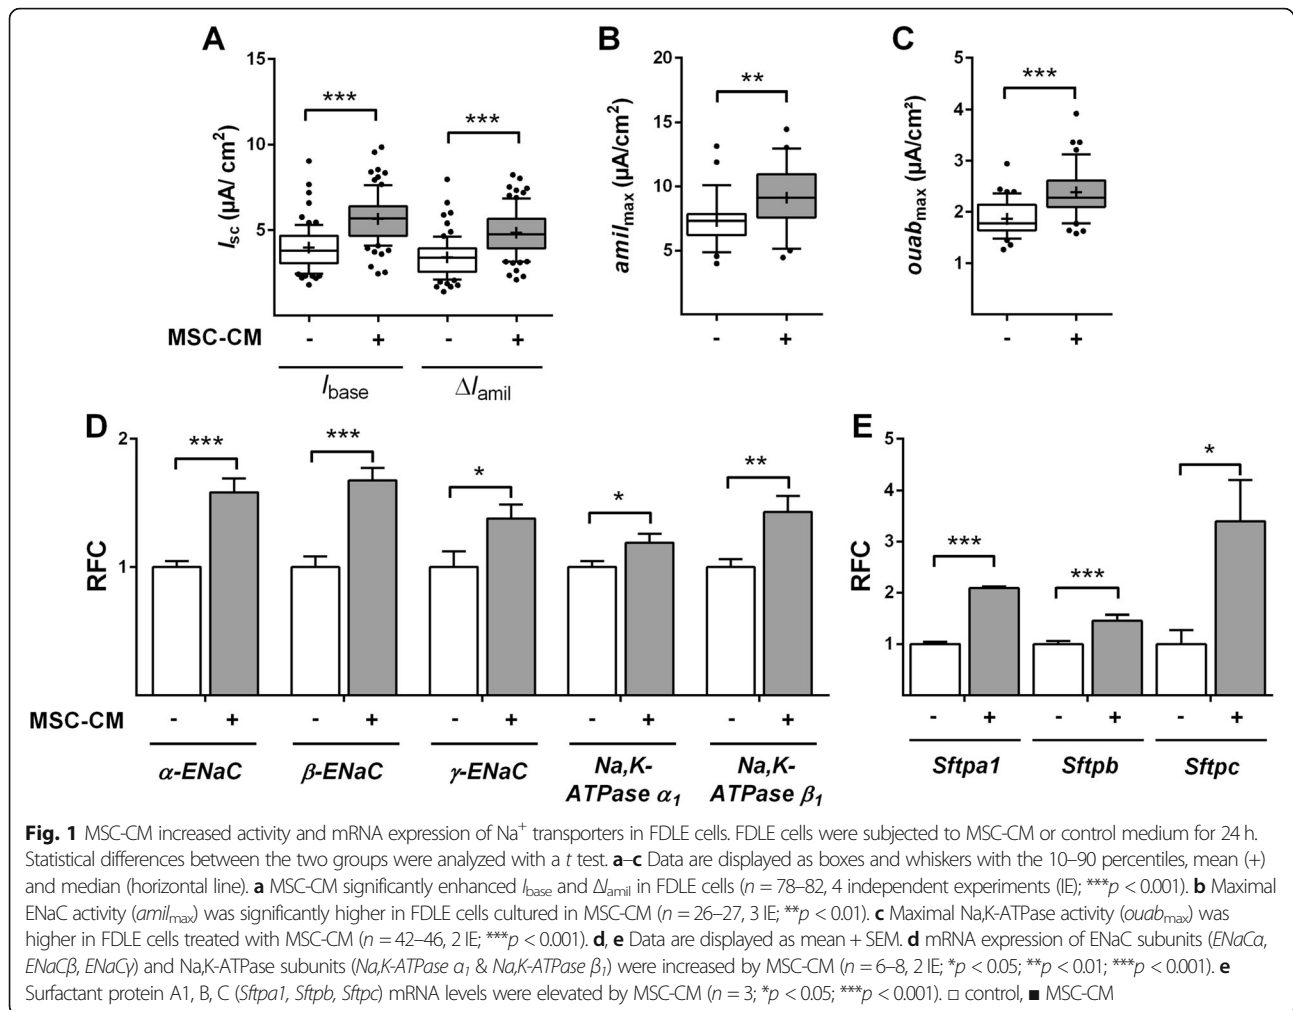 A
15
10
5
I_sc (µA/ cm²)
***
***
MSC-CM
-
+
-
+
I_base
ΔI_amil
B
20
15
10
5
amil_max (µA/cm²)
**
-
+
C
5
4
3
2
1
ouab_max (µA/cm²)
***
-
+
D
2
1
RFC
***
***
*
*
**
MSC-CM
-
+
-
+
-
+
-
+
-
+
α-ENaC
β-ENaC
γ-ENaC
Na,K-
ATPase α₁
Na,K-
ATPase β₁
E
5
4
3
2
1
RFC
***
***
*
-
+
-
+
-
+
Sftpa1
Sftpb
Sftpc
Fig. 1 MSC-CM increased activity and mRNA expression of Na⁺ transporters in FDLE cells. FDLE cells were subjected to MSC-CM or control medium for 24 h.
Statistical differences between the two groups were analyzed with a t test. a–c Data are displayed as boxes and whiskers with the 10–90 percentiles, mean (+)
and median (horizontal line). a MSC-CM significantly enhanced I_base and Δ_amil in FDLE cells (n = 78–82, 4 independent experiments (IE); ***p < 0.001). b Maximal
ENaC activity (amil_max) was significantly higher in FDLE cells cultured in MSC-CM (n = 26–27, 3 IE; **p < 0.01). c Maximal Na,K-ATPase activity (ouab_max) was
higher in FDLE cells treated with MSC-CM (n = 42–46, 2 IE; ***p < 0.001). d, e Data are displayed as mean + SEM. d mRNA expression of ENaC subunits (ENaCα,
ENaCβ, ENaCγ) and Na,K-ATPase subunits (Na,K-ATPase α₁ & Na,K-ATPase β₁) were increased by MSC-CM (n = 6–8, 2 IE; *p < 0.05; **p < 0.01; ***p < 0.001). e
Surfactant protein A1, B, C (Sftpa1, Sftpb, Sftpc) mRNA levels were elevated by MSC-CM (n = 3; *p < 0.05; ***p < 0.001). □ control, ■ MSC-CM